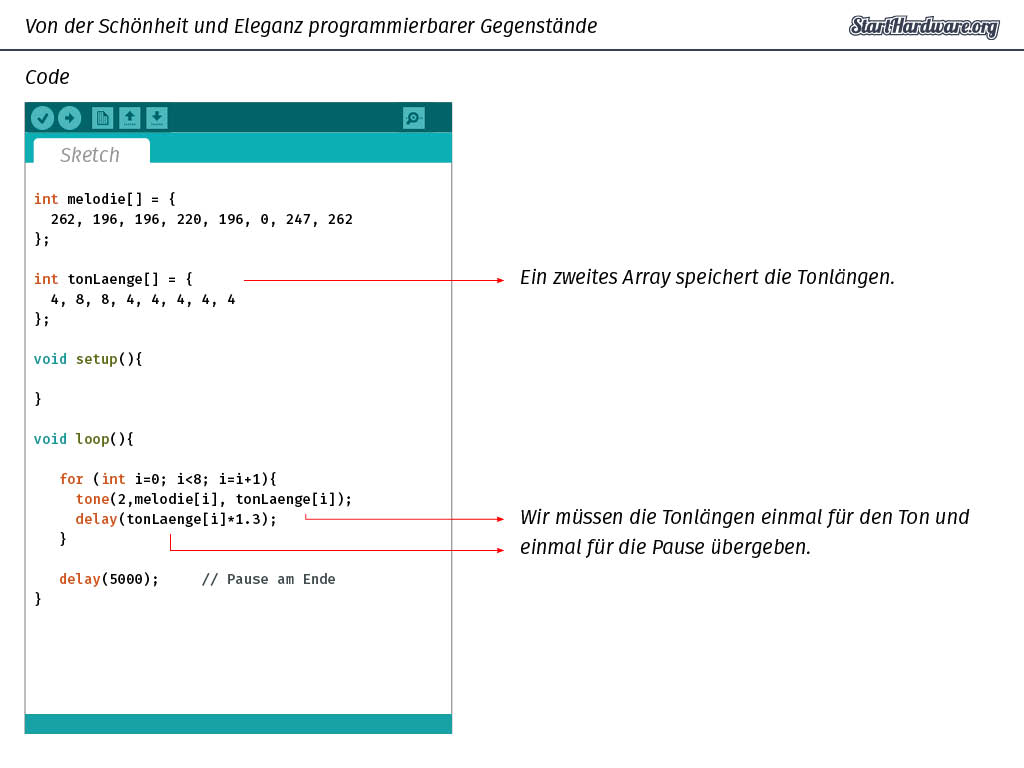 Von der Schönheit und Eleganz programmierbarer Gegenstände
StartHardware.org
Code
Sketch
int melodie[] = {
262, 196, 196, 220, 196, 0, 247, 262
};
int tonLaenge[] = {
4, 8, 8, 4, 4, 4, 4, 4
};
Ein zweites Array speichert die Tonlängen.
void setup(){
}
void loop(){
for (int i=0; i<8; i=i+1){
tone(2,melodie[i], tonLaenge[i]);
delay(tonLaenge[i]*1.3);
}
Wir müssen die Tonlängen einmal für den Ton und
einmal für die Pause übergeben.
delay(5000); // Pause am Ende
}